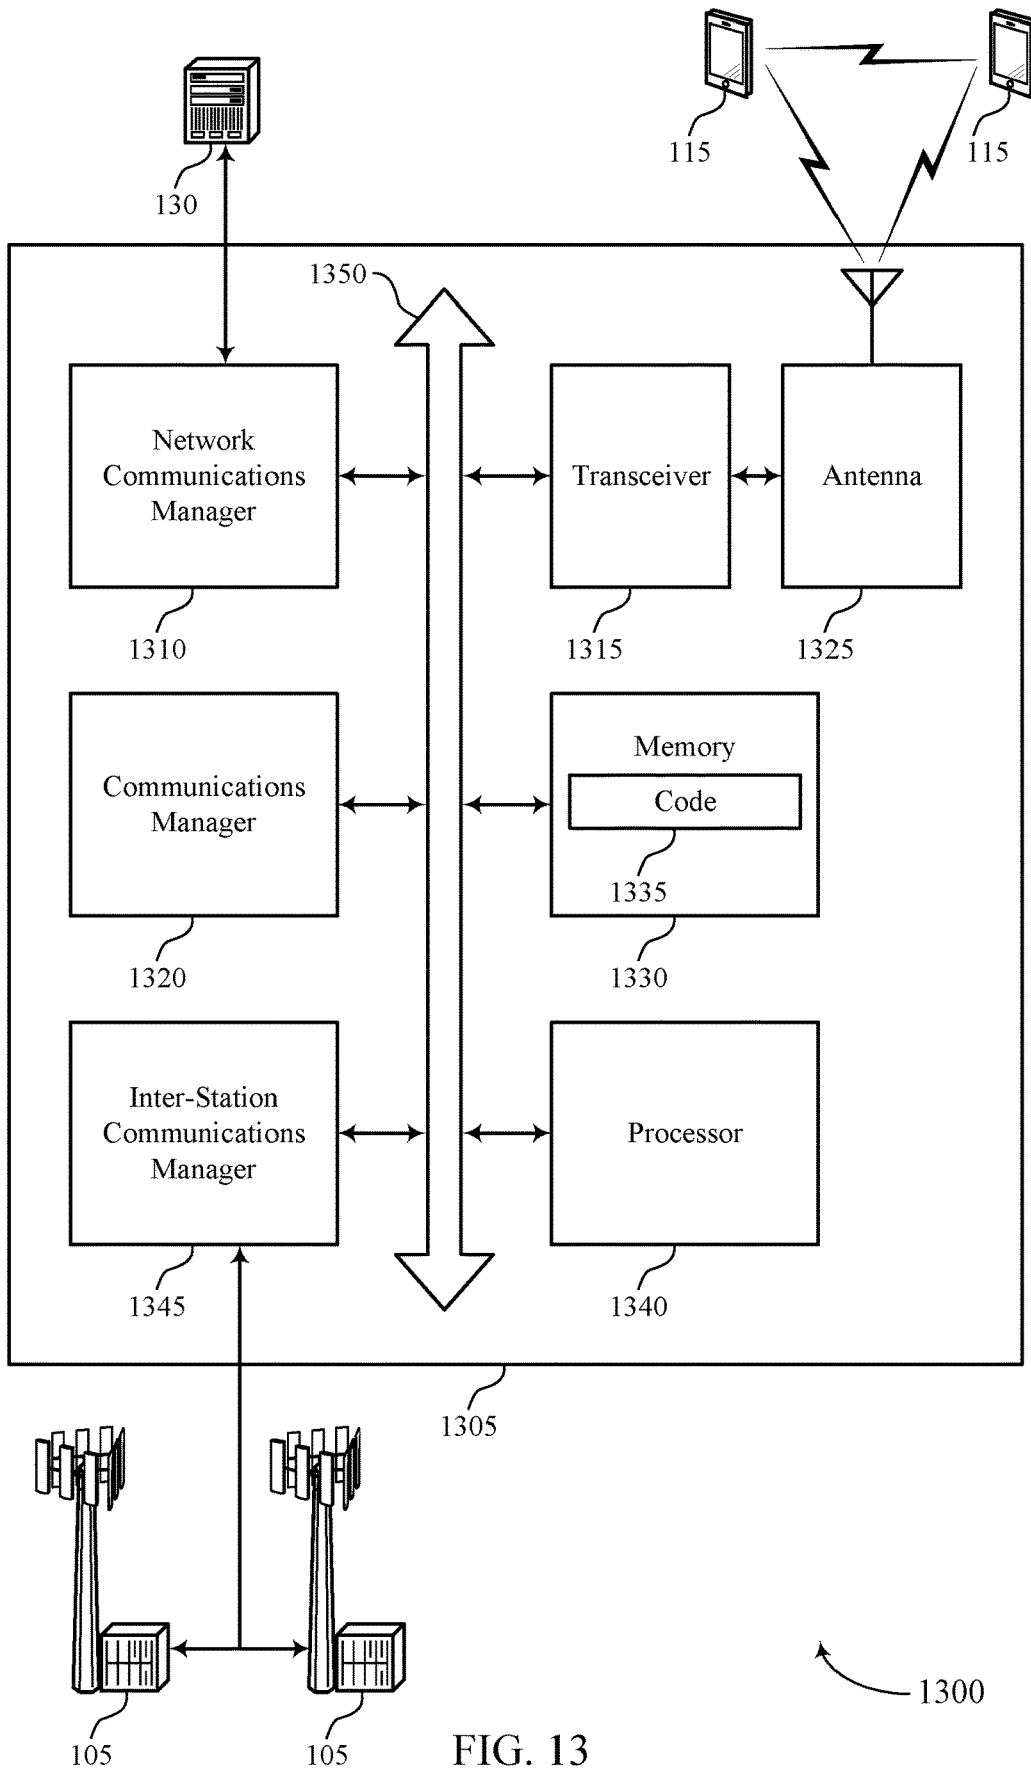 130
115
115
1350
Network
Communications
Manager
Transceiver
Antenna
1310
1315
1325
Communications
Manager
Memory
Code
1335
1320
1330
Inter-Station
Communications
Manager
Processor
1345
1340
1305
105
105
1300
FIG. 13